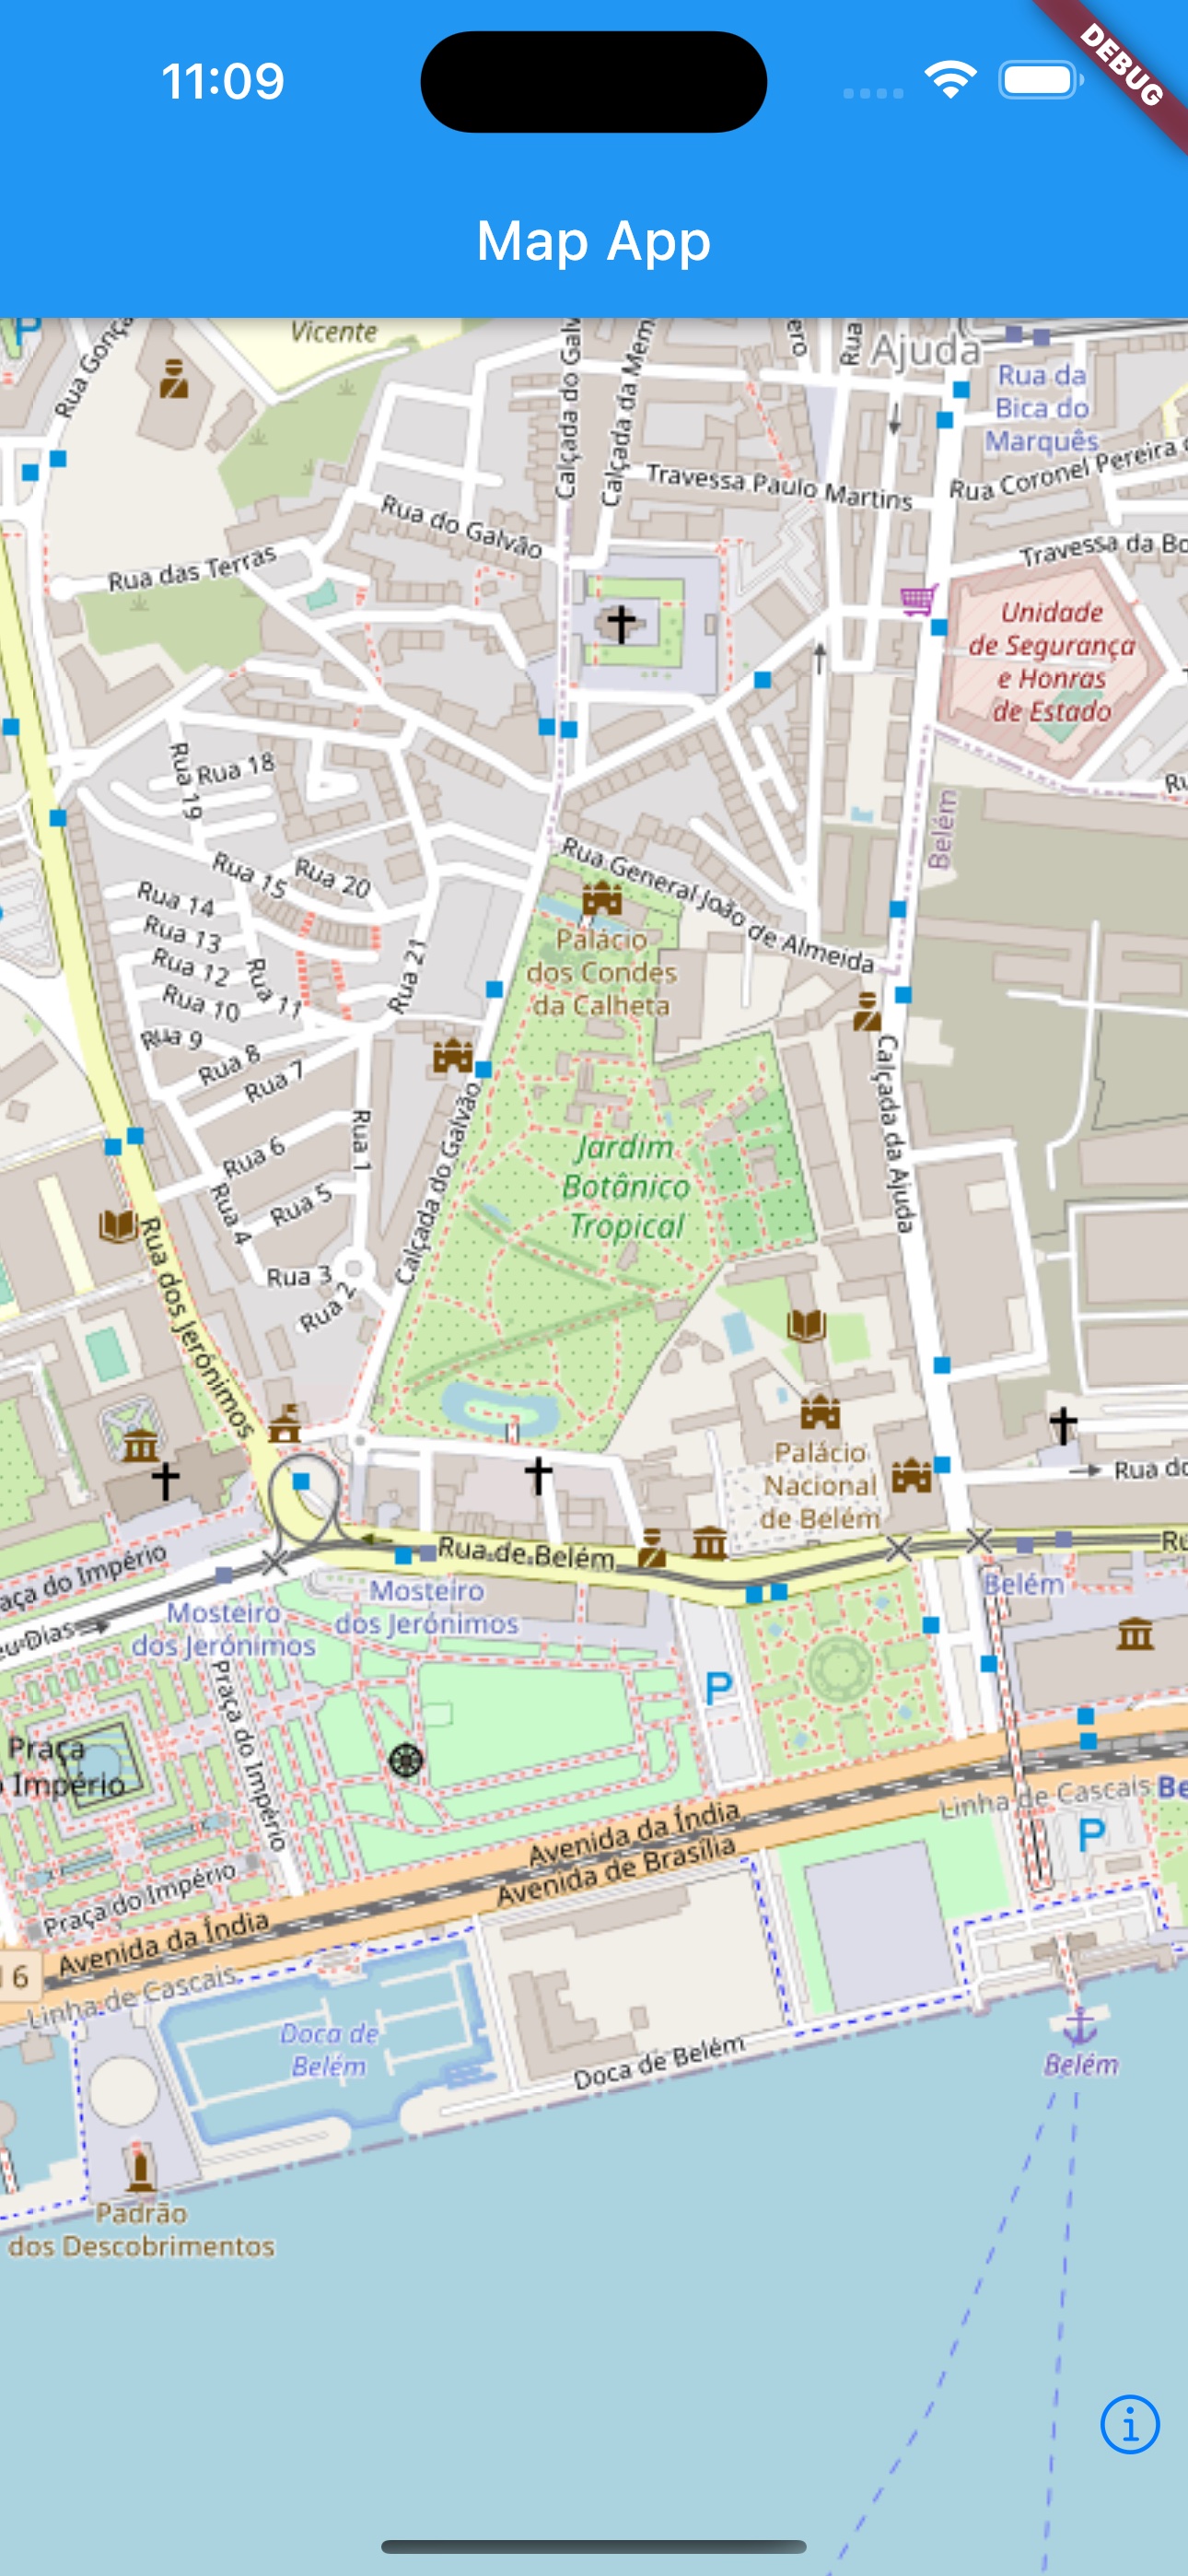 11:09
DEBUG
Map App
P
Rua Gonça
Vicente
Calçada do Galv
Calçada da Mem
ero
Rua
Ajuda
Rua da
Bica do
Marquês
Travessa Paulo Martins
Rua Coronel Pereira
Rua do Galvão
Travessa da Bo
Rua das Terras
Unidade
de Segurança
e Honras
de Estado
Rua 18
Rua 19
Ru
Belém
Rua General João de Almeida
Rua 15
Rua 20
Rua 14
Rua 13
Rua 12
Rua 11
Rua 10
Rua 21
Palácio
dos Condes
da Calheta
Rua 9
Rua 8
Rua 7
Calçada da Ajuda
Rua 1
Calçada do Galvão
Rua 6
Jardim
Botânico
Tropical
Rua 5
Rua 4
Rua dos Jerónimos
Rua 3
Rua 2
Palácio
Nacional
de Belém
Rua do
Rua de Belém
Ru
aça do Império
Mosteiro
dos Jerónimos
Belém
Mosteiro
dos Jerónimos
eu Dias
Praça do Império
P
Praça
o Império
Linha de Cascais
Be
Avenida da Índia
Avenida de Brasília
P
Praça do Império
Avenida da Índia
6
Linha de Cascais
Doca de
Belém
Doca de Belém
Belém
Padrão
dos Descobrimentos